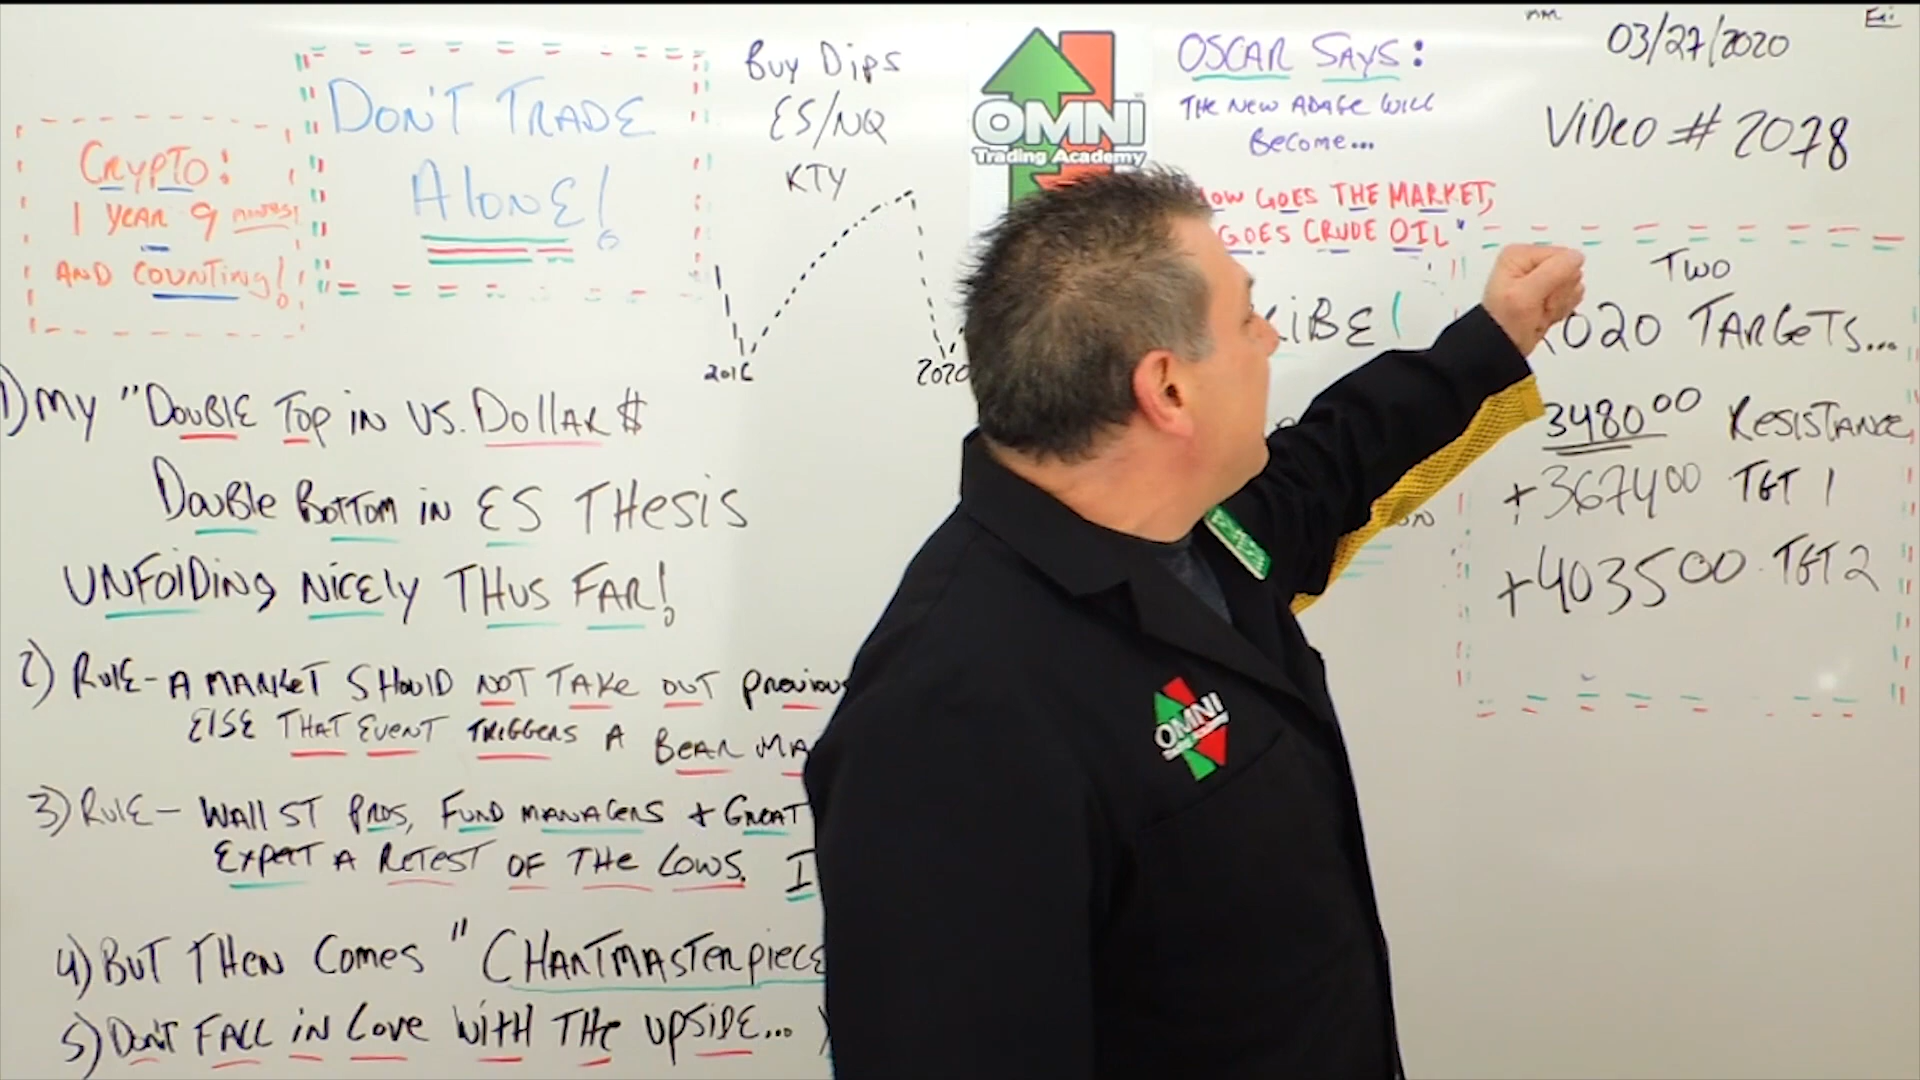 CRYPTO:
1 YEAR 9
AND COUNTING!
DON'T TRADE
ALONE!
Buy Dips
ES/NQ
KTY
2016
2020
OMNI
Trading Academy
OSCAR SAYS:
THE NEW ADAGE WILL
Become...
GOES THE MARKET,
GOES CRUDE OIL"
03/27/2020
VIDEO # 2078
TWO
2020 TARGETS...
3480.00 RESISTANCE
+3674.00 TGT 1
+4035.00 TGT 2
1) MY "DOUBLE TOP IN US. DOLLAR $
DOUBLE BOTTOM IN ES THESIS
UNFOLDING NICELY THUS FAR!
2) RULE- A MARKET SHOULD NOT TAKE OUT PREVIOUS
ELSE THAT EVENT TRIGGERS A BEAR MA
3) RULE- WALL ST PROS, FUND MANAGERS + GREAT
EXPECT A RETEST OF THE LOWS. I
4) BUT THEN COMES "CHARTMASTERPIECE
5) DON'T FALL IN LOVE WITH THE UPSIDE...
OMNI